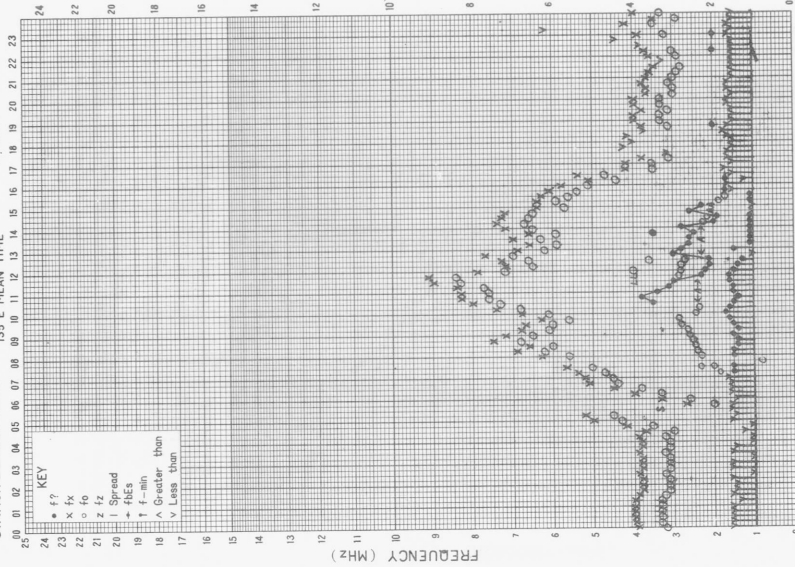 135°E MEAN TIME
00 01 02 03 04 05 06 07 08 09 10 11 12 13 14 15 16 17 18 19 20 21 22 23
25
24
23
22
21
20
19
18
17
16
15
14
13
12
11
10
9
8
7
6
5
4
3
2
1
0
FREQUENCY (MHz)
KEY
f?
x fx
o fo
z fz
Spread
fbEs
f-min
^ Greater than
v Less than
S
C
A
24
22
20
18
16
14
12
10
8
6
4
2
0